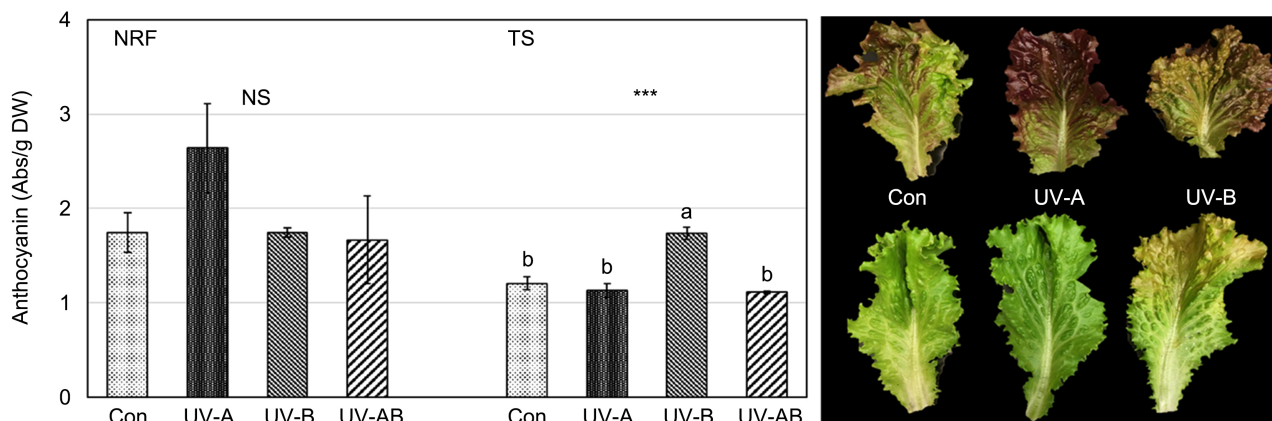 Anthocyanin (Abs/g DW)
4
3
2
1
0
NRF
NS
TS
***
b
b
a
b
Con
UV-A
UV-B
UV-AB
Con
UV-A
UV-B
UV-AB
Con
UV-A
UV-B